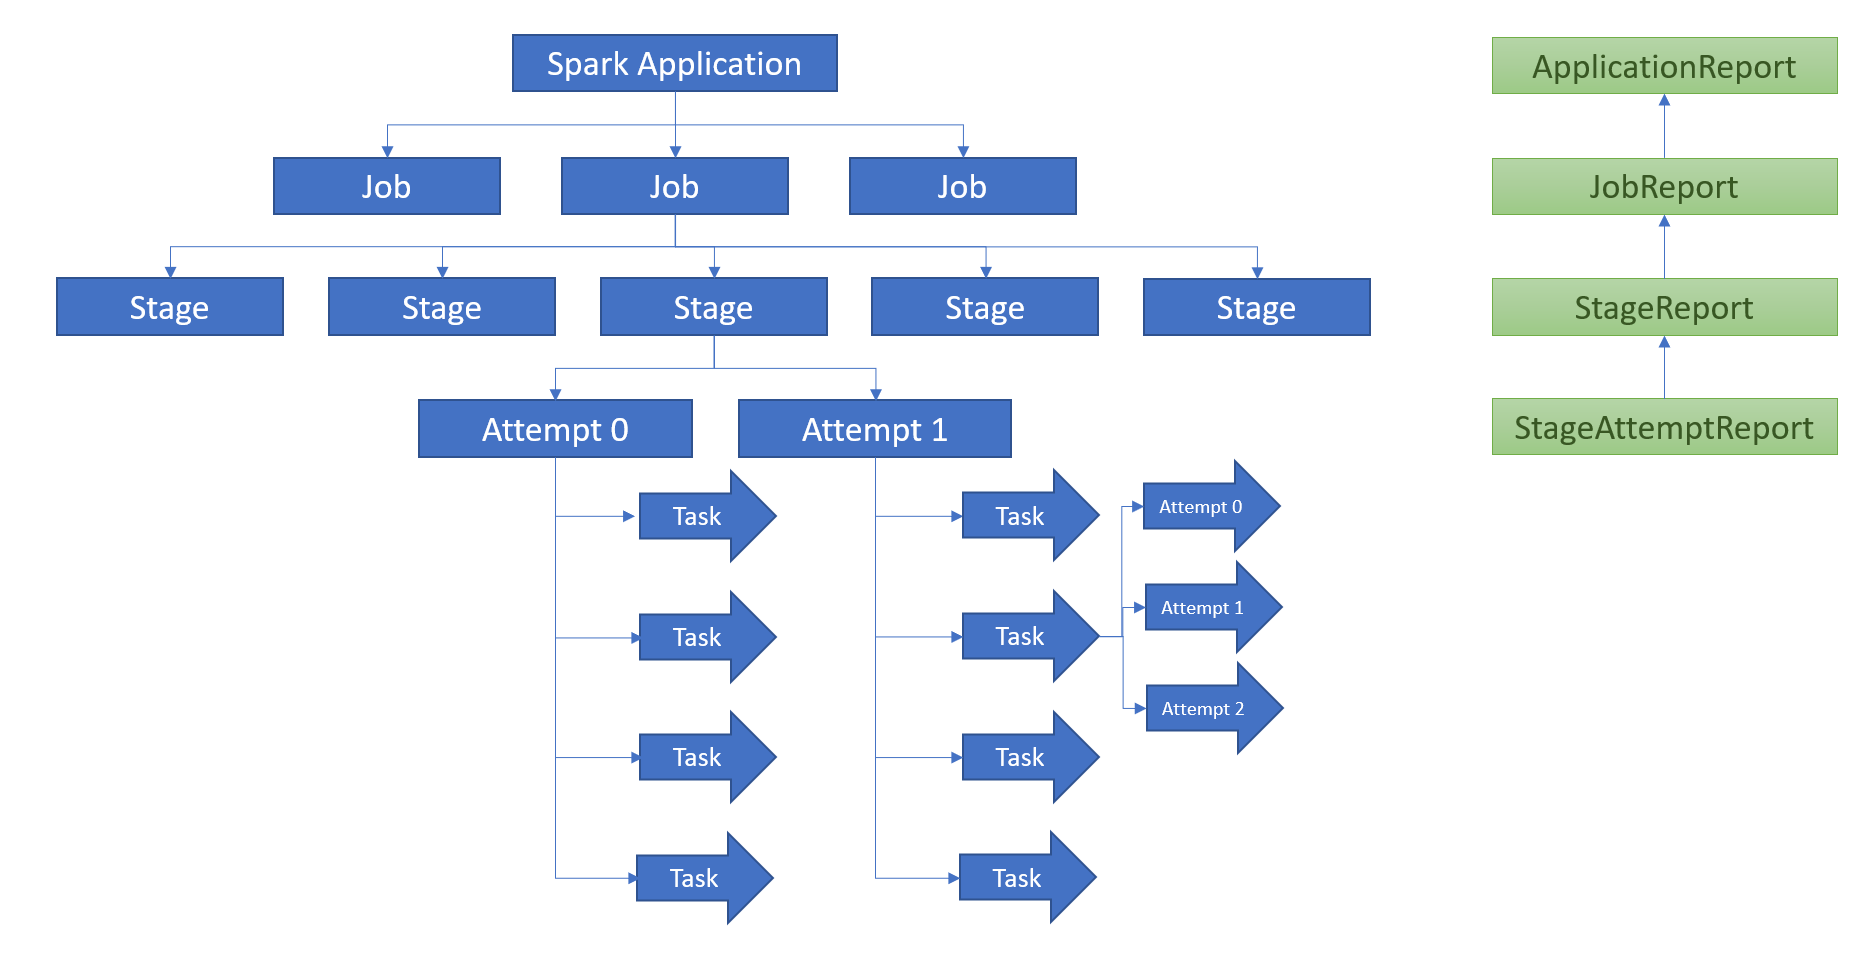 Spark Application
ApplicationReport
Job
Job
Job
JobReport
Stage
Stage
Stage
Stage
Stage
StageReport
Attempt 0
Attempt 1
StageAttemptReport
Task
Task
Attempt 0
Attempt 1
Task
Task
Attempt 2
Task
Task
Task
Task